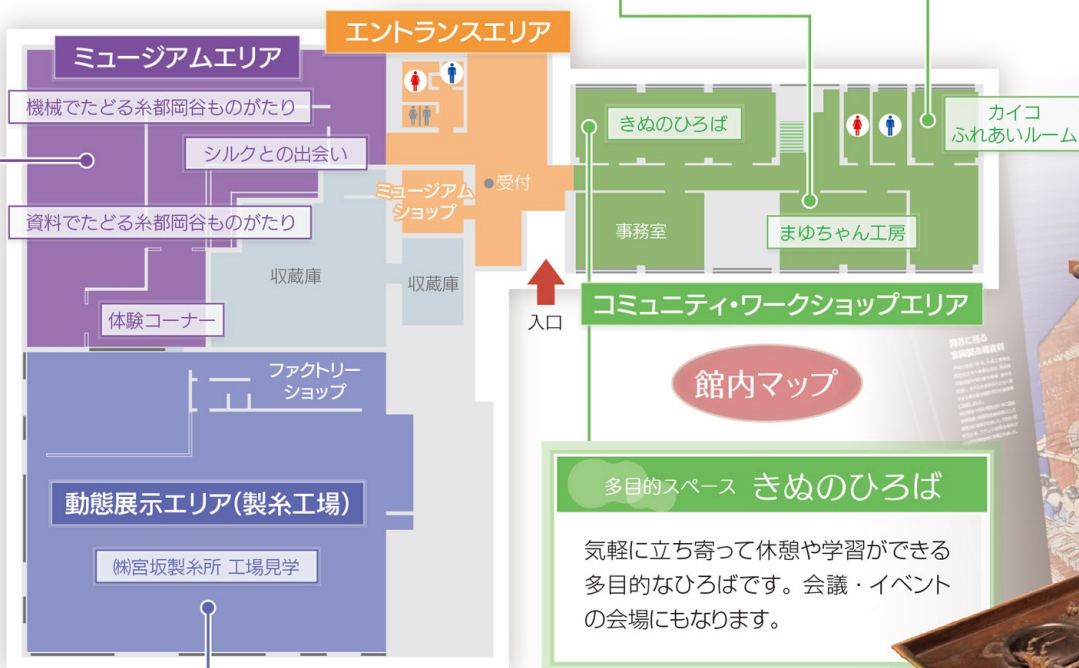 エントランスエリア
ミュージアムエリア
機械でたどる糸都岡谷ものがたり
シルクとの出会い
資料でたどる糸都岡谷ものがたり
体験コーナー
収蔵庫
収蔵庫
ミュージアム
ショップ
受付
入口
きぬのひろば
カイコ
ふれあいルーム
事務室
まゆちゃん工房
コミュニティ・ワークショップエリア
館内マップ
ファクトリー
ショップ
動態展示エリア(製糸工場)
㈱宮坂製糸所 工場見学
多目的スペース きぬのひろば
気軽に立ち寄って休憩や学習ができる
多目的なひろばです。会議・イベント
の会場にもなります。